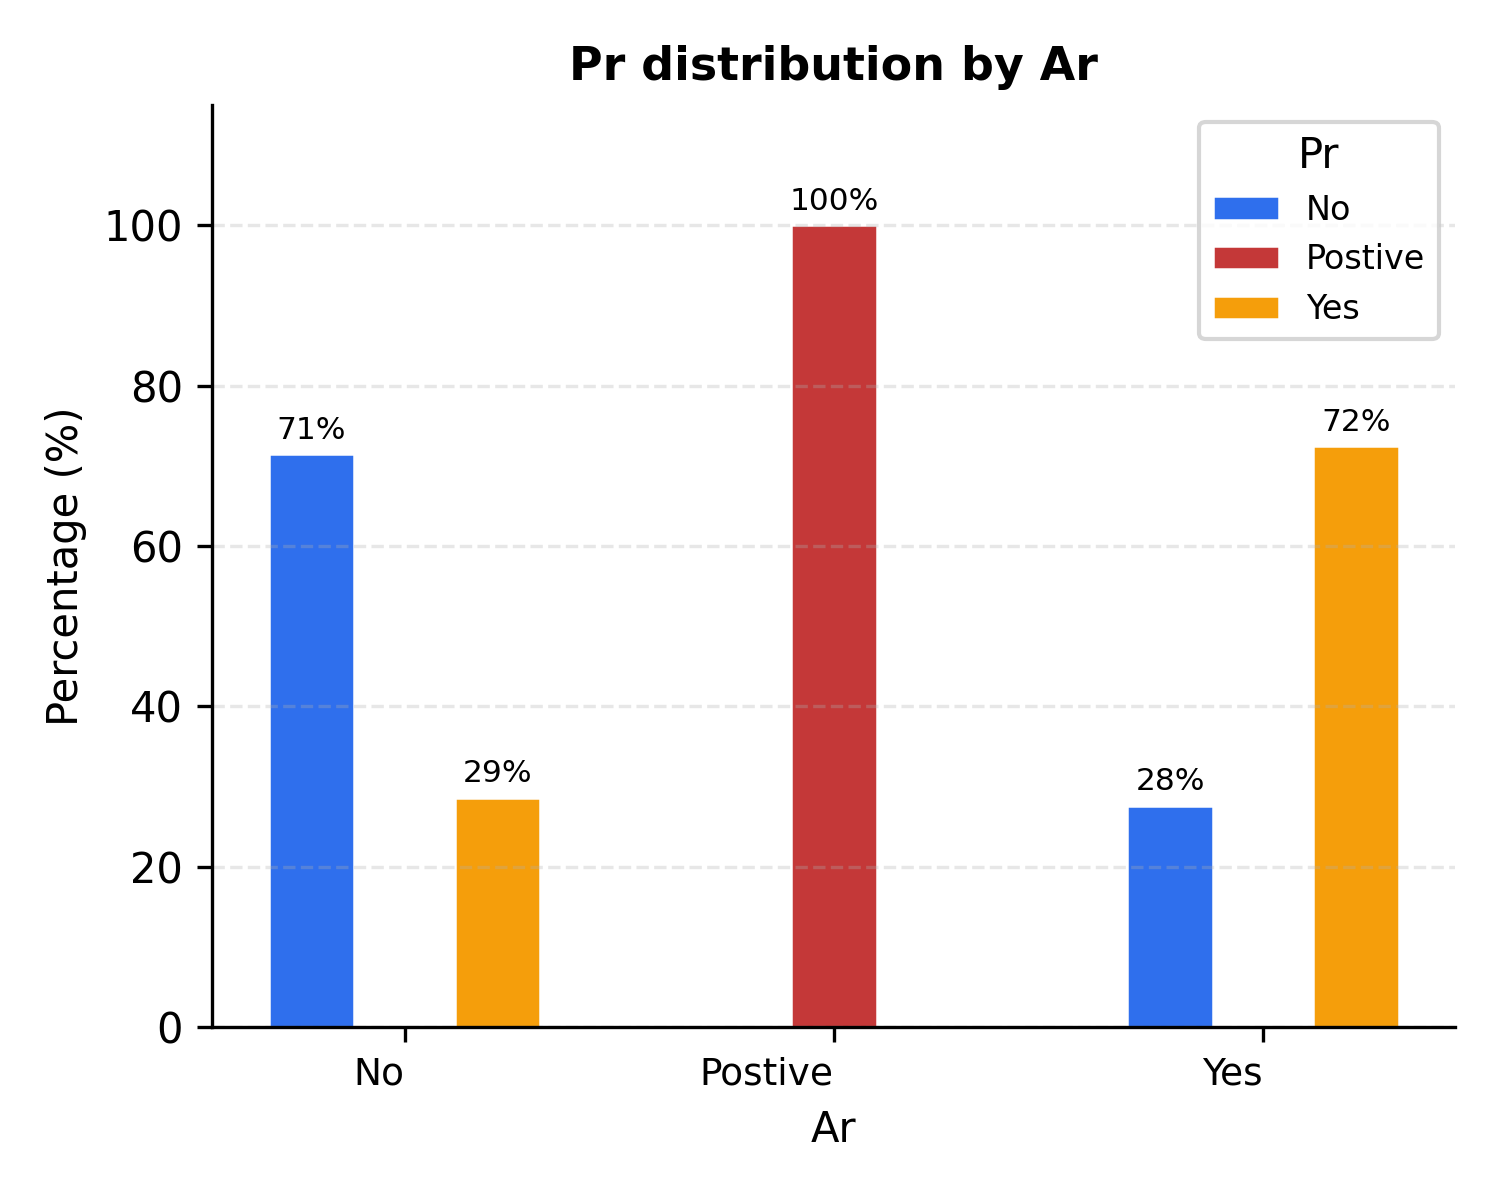 Pr distribution by Ar
Pr
No
Postive
Yes
Percentage (%)
100
80
60
40
20
0
71%
29%
100%
28%
72%
No
Postive
Yes
Ar